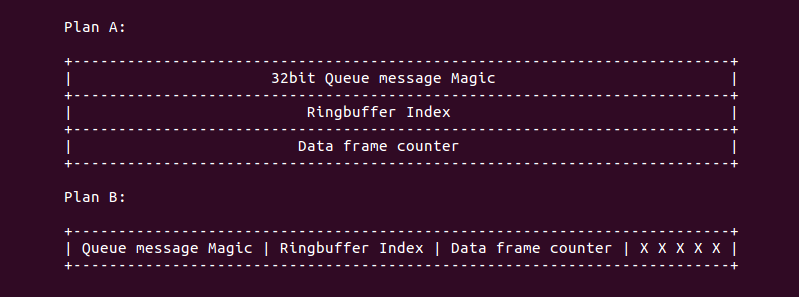 Plan A:
+-------------------------------------------------------------------------+
| 32bit Queue message Magic |
+-------------------------------------------------------------------------+
| Ringbuffer Index |
+-------------------------------------------------------------------------+
| Data frame counter |
+-------------------------------------------------------------------------+
Plan B:
+-------------------------------------------------------------------------+
| Queue message Magic | Ringbuffer Index | Data frame counter | X X X X X |
+-------------------------------------------------------------------------+